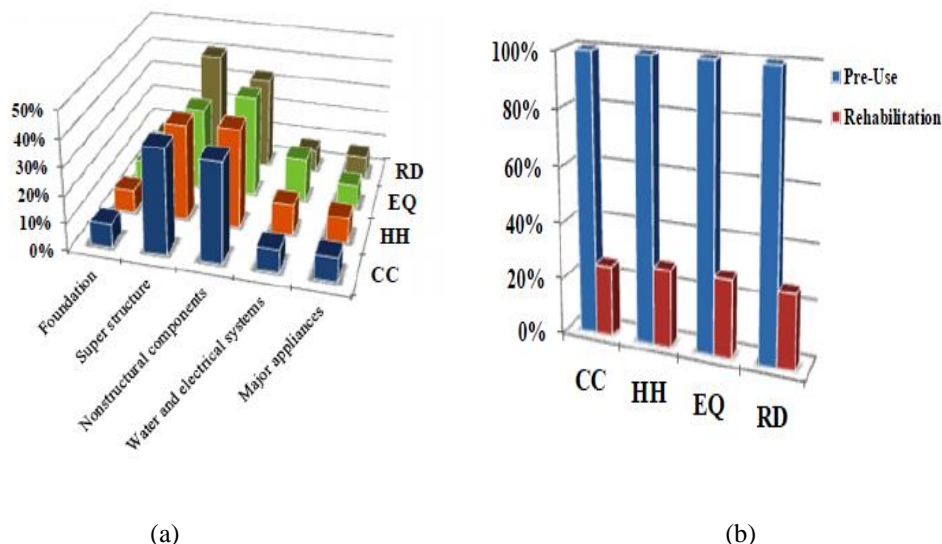 50%
40%
30%
20%
10%
0%
Foundation
Super structure
Nonstructural components
Water and electrical systems
Major appliances
RD
EQ
HH
CC
(a)
100%
80%
60%
40%
20%
0%
CC
HH
EQ
RD
Pre-Use
Rehabilitation
(b)